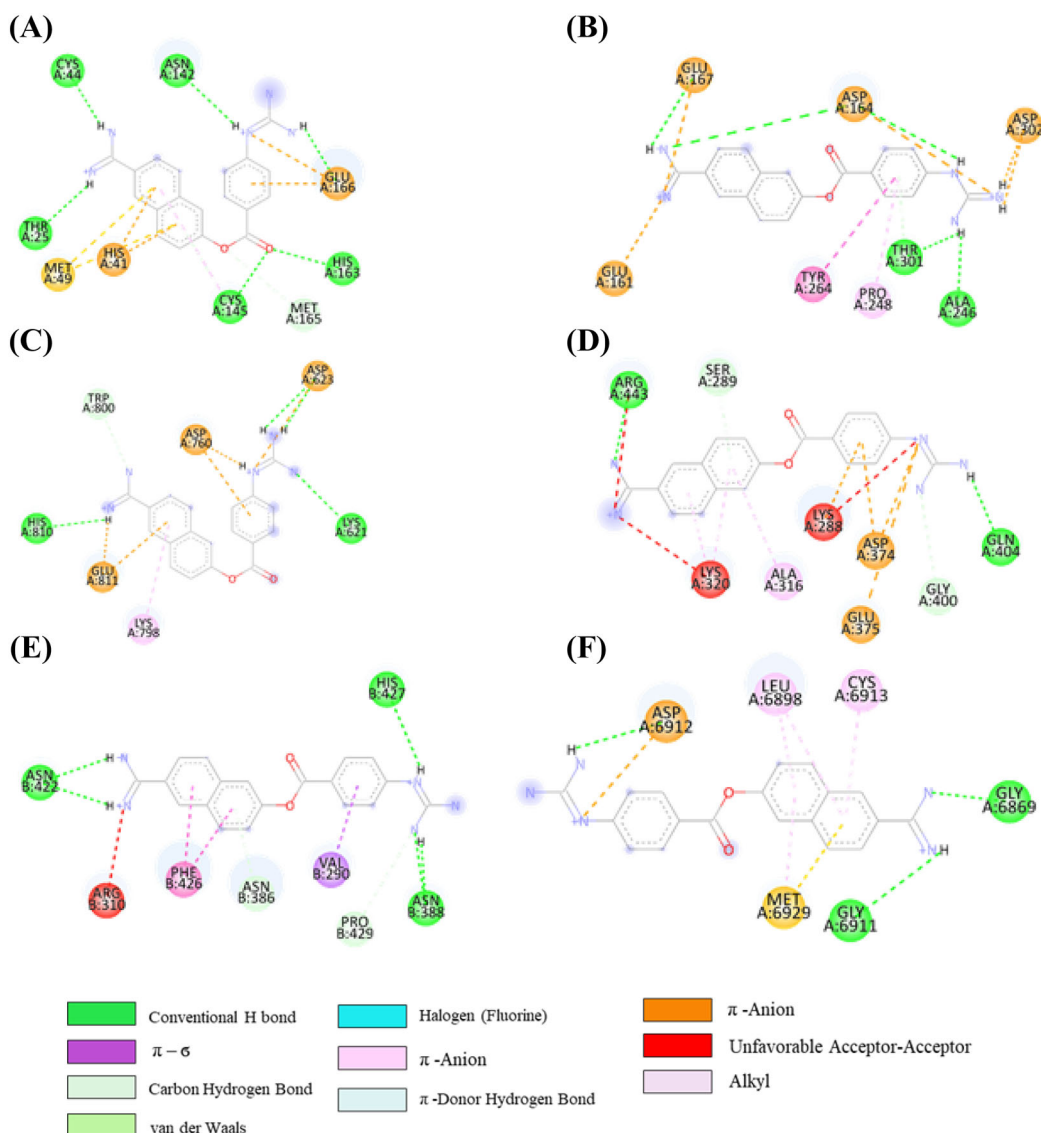 (A)
CYS
A:44
ASN
A:142
H
N
N
N
H
H
N
N
H
N
GLU
A:166
THR
A:25
MET
A:49
HIS
A:41
O
O
CYS
A:145
HIS
A:163
MET
A:165
(B)
GLU
A:167
ASP
A:164
ASP
A:302
H
N
N
O
O
H
N
N
H
H
N
H
GLU
A:161
TYR
A:264
PRO
A:248
THR
A:301
ALA
A:246
(C)
TRP
A:800
ASP
A:623
ASP
A:760
H
N
H
H
N
N
N
N
H
HIS
A:810
GLU
A:811
LYS
A:621
O
O
LYS
A:798
(D)
ARG
A:443
SER
A:289
N
N
O
O
N
N
N
H
LYS
A:288
ASP
A:374
GLN
A:404
LYS
A:320
ALA
A:316
GLY
A:400
GLU
A:375
(E)
HIS
B:427
ASN
B:422
H
N
H
N
O
O
H
N
N
N
H
ARG
B:310
PHE
B:426
ASN
B:386
VAL
B:290
PRO
B:429
ASN
B:388
(F)
LEU
A:6898
CYS
A:6913
ASP
A:6912
H
N
N
N
O
O
N
N
H
GLY
A:6869
MET
A:6929
GLY
A:6911
Conventional H bond
Halogen (Fluorine)
π -Anion
π – σ
π -Anion
Unfavorable Acceptor-Acceptor
Carbon Hydrogen Bond
π -Donor Hydrogen Bond
Alkyl
van der Waals